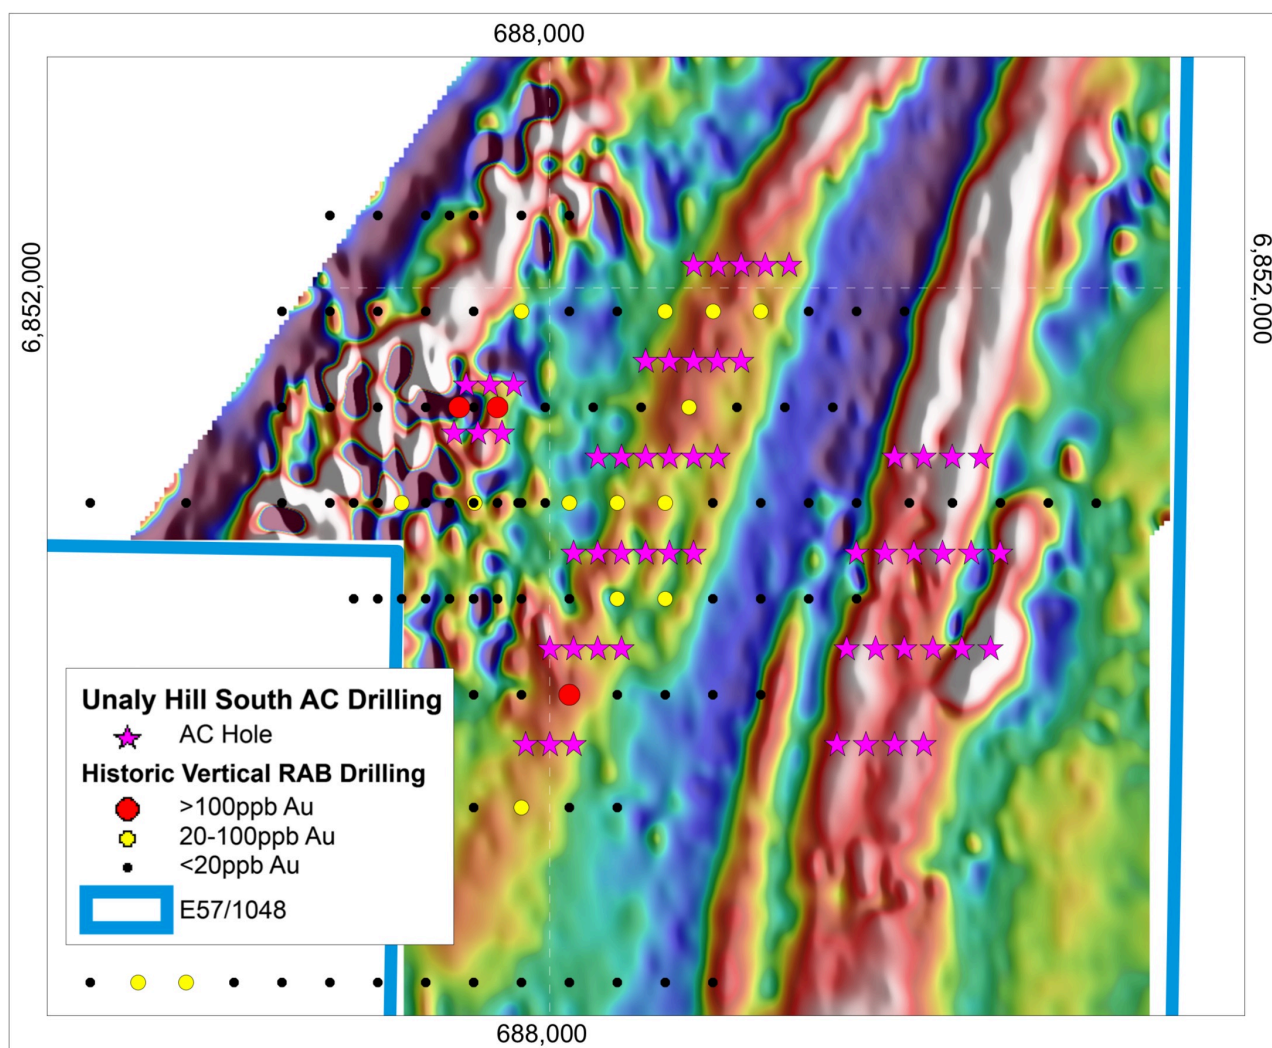 688,000
6,852,000
6,852,000
Unaly Hill South AC Drilling
AC Hole
Historic Vertical RAB Drilling
>100ppb Au
20-100ppb Au
<20ppb Au
E57/1048
688,000